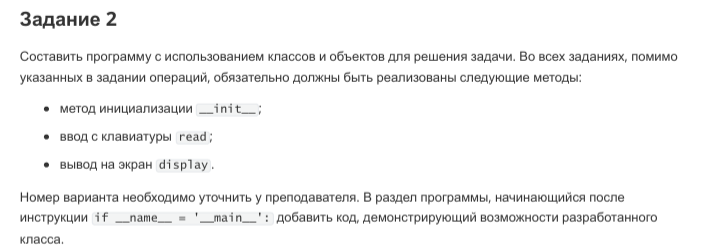 Задание 2
Составить программу с использованием классов и объектов для решения задачи. Во всех заданиях, помимо
указанных в задании операций, обязательно должны быть реализованы следующие методы:
• метод инициализации __init__;
• ввод с клавиатуры read;
• вывод на экран display.
Номер варианта необходимо уточнить у преподавателя. В раздел программы, начинающийся после
инструкции if __name__ = '__main__': добавить код, демонстрирующий возможности разработанного
класса.